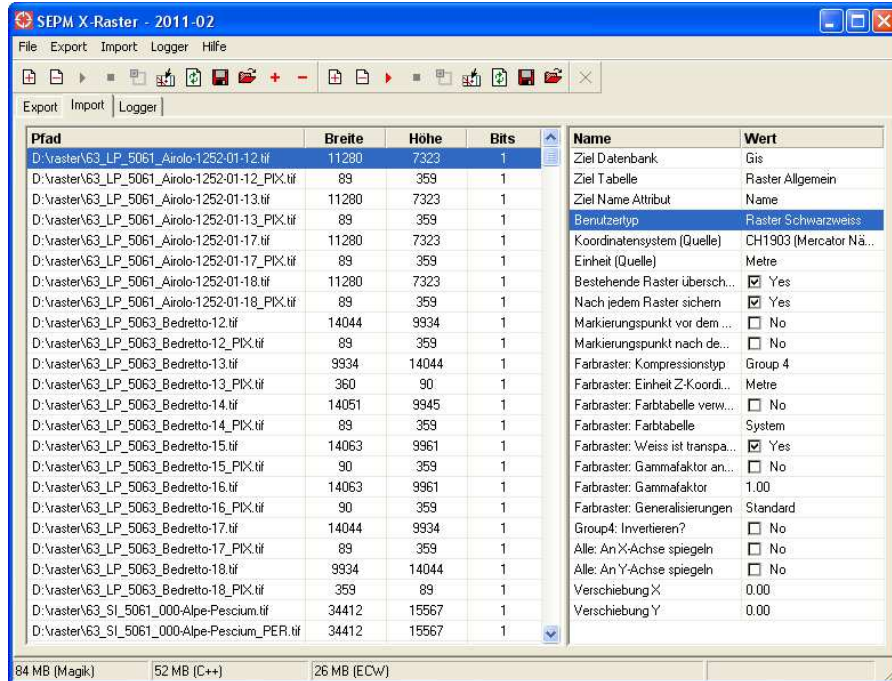 SEPM X-Raster - 2011-02
File Export Import Logger Hilfe
Export Import Logger
Pfad Breite Höhe Bits
D:\raster\63_LP_5061_Airolo-1252-01-12.tif 11280 7323 1
D:\raster\63_LP_5061_Airolo-1252-01-12_PIX.tif 89 359 1
D:\raster\63_LP_5061_Airolo-1252-01-13.tif 11280 7323 1
D:\raster\63_LP_5061_Airolo-1252-01-13_PIX.tif 89 359 1
D:\raster\63_LP_5061_Airolo-1252-01-17.tif 11280 7323 1
D:\raster\63_LP_5061_Airolo-1252-01-17_PIX.tif 89 359 1
D:\raster\63_LP_5061_Airolo-1252-01-18.tif 11280 7323 1
D:\raster\63_LP_5061_Airolo-1252-01-18_PIX.tif 89 359 1
D:\raster\63_LP_5063_Bedretto-12.tif 14044 9934 1
D:\raster\63_LP_5063_Bedretto-12_PIX.tif 89 359 1
D:\raster\63_LP_5063_Bedretto-13.tif 9934 14044 1
D:\raster\63_LP_5063_Bedretto-13_PIX.tif 360 90 1
D:\raster\63_LP_5063_Bedretto-14.tif 14051 9945 1
D:\raster\63_LP_5063_Bedretto-14_PIX.tif 89 359 1
D:\raster\63_LP_5063_Bedretto-15.tif 14063 9961 1
D:\raster\63_LP_5063_Bedretto-15_PIX.tif 90 359 1
D:\raster\63_LP_5063_Bedretto-16.tif 14063 9961 1
D:\raster\63_LP_5063_Bedretto-16_PIX.tif 90 359 1
D:\raster\63_LP_5063_Bedretto-17.tif 14044 9934 1
D:\raster\63_LP_5063_Bedretto-17_PIX.tif 89 359 1
D:\raster\63_LP_5063_Bedretto-18.tif 9934 14044 1
D:\raster\63_LP_5063_Bedretto-18_PIX.tif 359 89 1
D:\raster\63_SI_5061_000-Alpe-Pescium.tif 34412 15567 1
D:\raster\63_SI_5061_000-Alpe-Pescium_PER.tif 34412 15567 1
Name Wert
Ziel Datenbank Gis
Ziel Tabelle Raster Allgemein
Ziel Name Attribut Name
Benutzertyp Raster Schwarzweiss
Koordinatensystem (Quelle) CH1903 (Mercator Nä...
Einheit (Quelle) Metre
Bestehende Raster übersch... Yes
Nach jedem Raster sichern Yes
Markierungspunkt vor dem ... No
Markierungspunkt nach de... No
Farbraster: Kompressionstyp Group 4
Farbraster: Einheit Z-Koordi... Metre
Farbraster: Farbtabelle verw... No
Farbraster: Farbtabelle System
Farbraster: Weiss ist transpa... Yes
Farbraster: Gammafaktor an... No
Farbraster: Gammafaktor 1.00
Farbraster: Generalisierungen Standard
Group4: Invertieren? No
Alle: An X-Achse spiegeln No
Alle: An Y-Achse spiegeln No
Verschiebung X 0.00
Verschiebung Y 0.00
84 MB (Magik) 52 MB (C++) 26 MB (ECW)